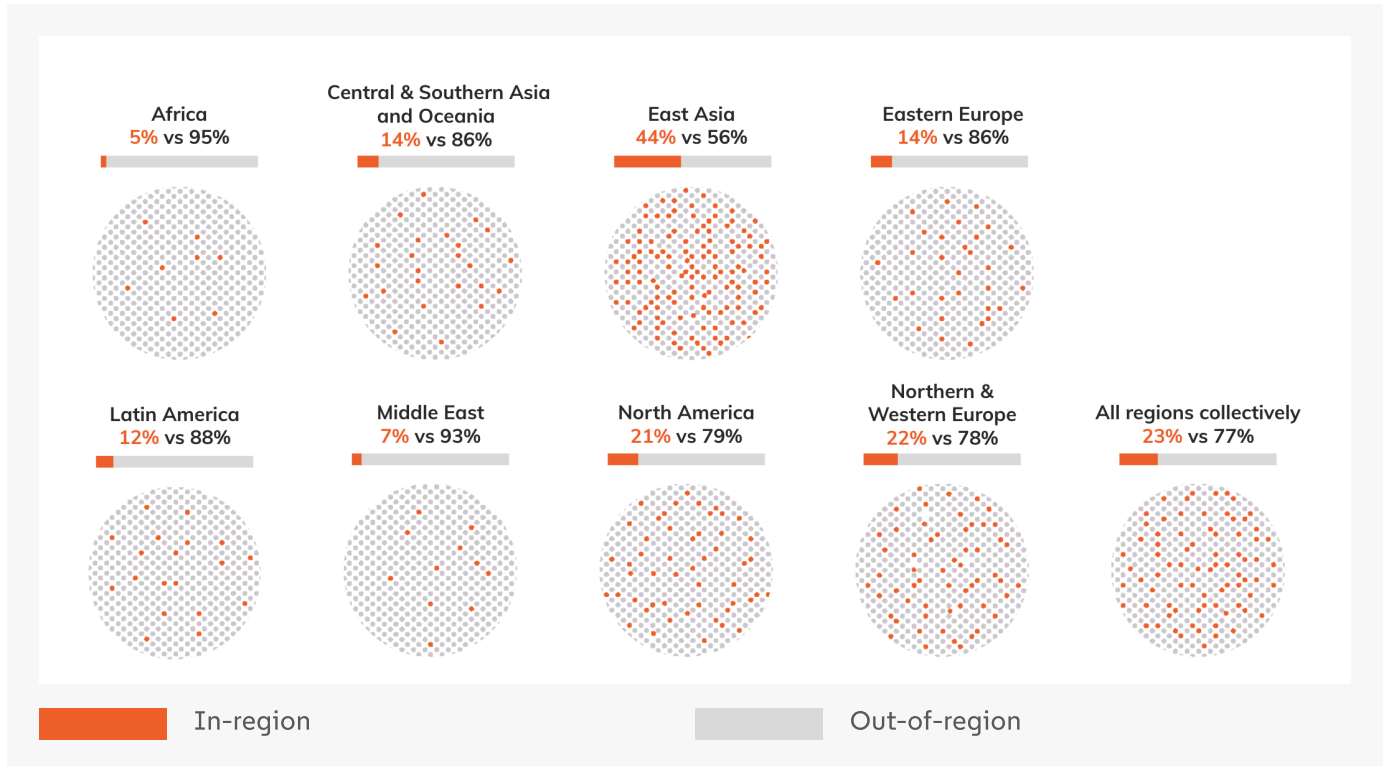 Africa
5% vs 95%
Central & Southern Asia
and Oceania
14% vs 86%
East Asia
44% vs 56%
Eastern Europe
14% vs 86%
Latin America
12% vs 88%
Middle East
7% vs 93%
North America
21% vs 79%
Northern &
Western Europe
22% vs 78%
All regions collectively
23% vs 77%
In-region
Out-of-region